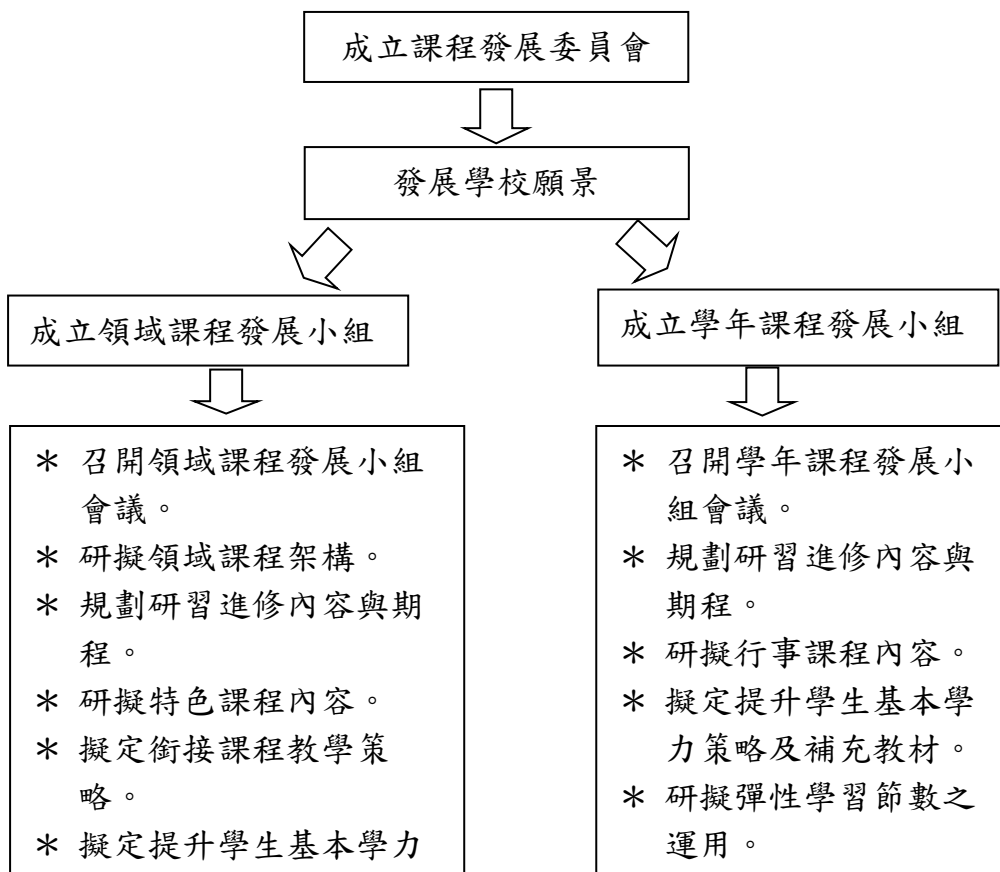 成立課程發展委員會
發展學校願景
成立領域課程發展小組
成立學年課程發展小組
＊ 召開領域課程發展小組
會議。
＊ 研擬領域課程架構。
＊ 規劃研習進修內容與期
程。
＊ 研擬特色課程內容。
＊ 擬定銜接課程教學策
略。
＊ 擬定提升學生基本學力
＊ 召開學年課程發展小
組會議。
＊ 規劃研習進修內容與
期程。
＊ 研擬行事課程內容。
＊ 擬定提升學生基本學
力策略及補充教材。
＊ 研擬彈性學習節數之
運用。